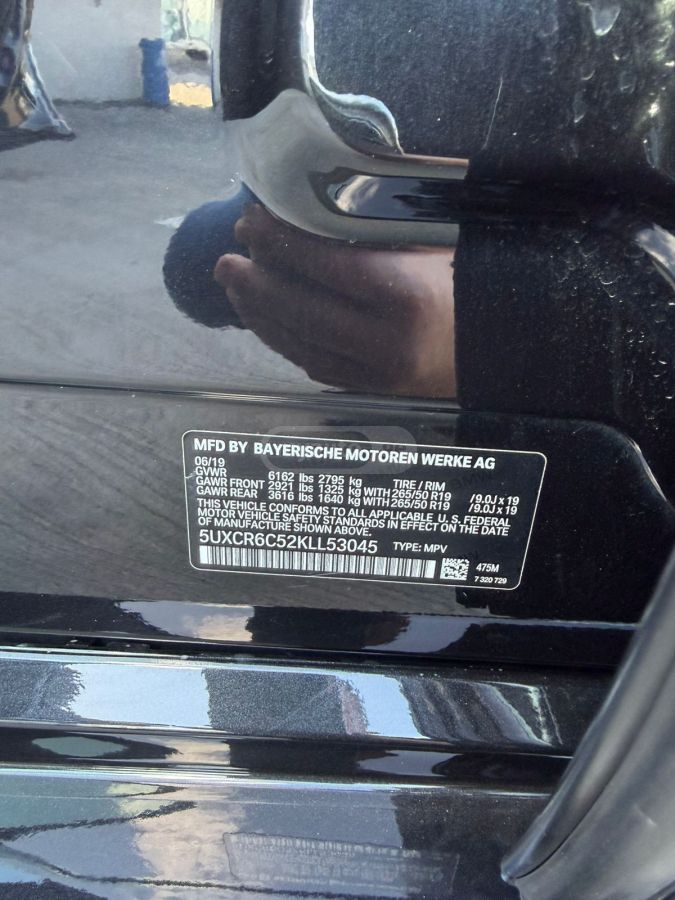 MFD BY BAYERISCHE MOTOREN WERKE AG
06/19
GVWR 6162 lbs 2795 kg TIRE / RIM
GAWR FRONT 2921 lbs 1325 kg WITH 265/50 R19 /9.0J x 19
GAWR REAR 3616 lbs 1640 kg WITH 265/50 R19 /9.0J x 19
THIS VEHICLE CONFORMS TO ALL APPLICABLE U. S. FEDERAL
MOTOR VEHICLE SAFETY STANDARDS IN EFFECT ON THE DATE
OF MANUFACTURE SHOWN ABOVE.
5UXCR6C52KLL53045 TYPE: MPV
475M
7 320 729